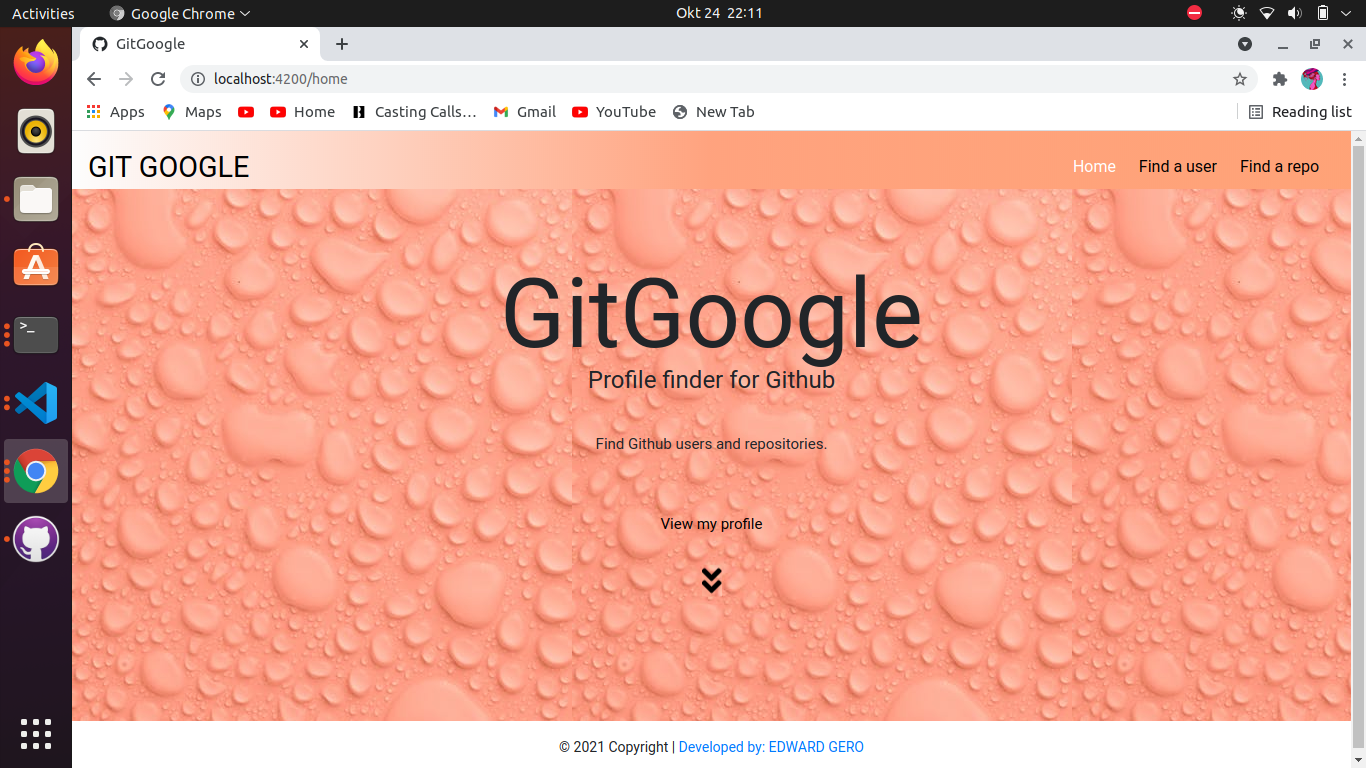 Activities Google Chrome Okt 24 22:11
GitGoogle
localhost:4200/home
Apps Maps Home Casting Calls... Gmail YouTube New Tab Reading list
GIT GOOGLE Home Find a user Find a repo
GitGoogle
Profile finder for Github
Find Github users and repositories.
View my profile
© 2021 Copyright | Developed by: EDWARD GERO